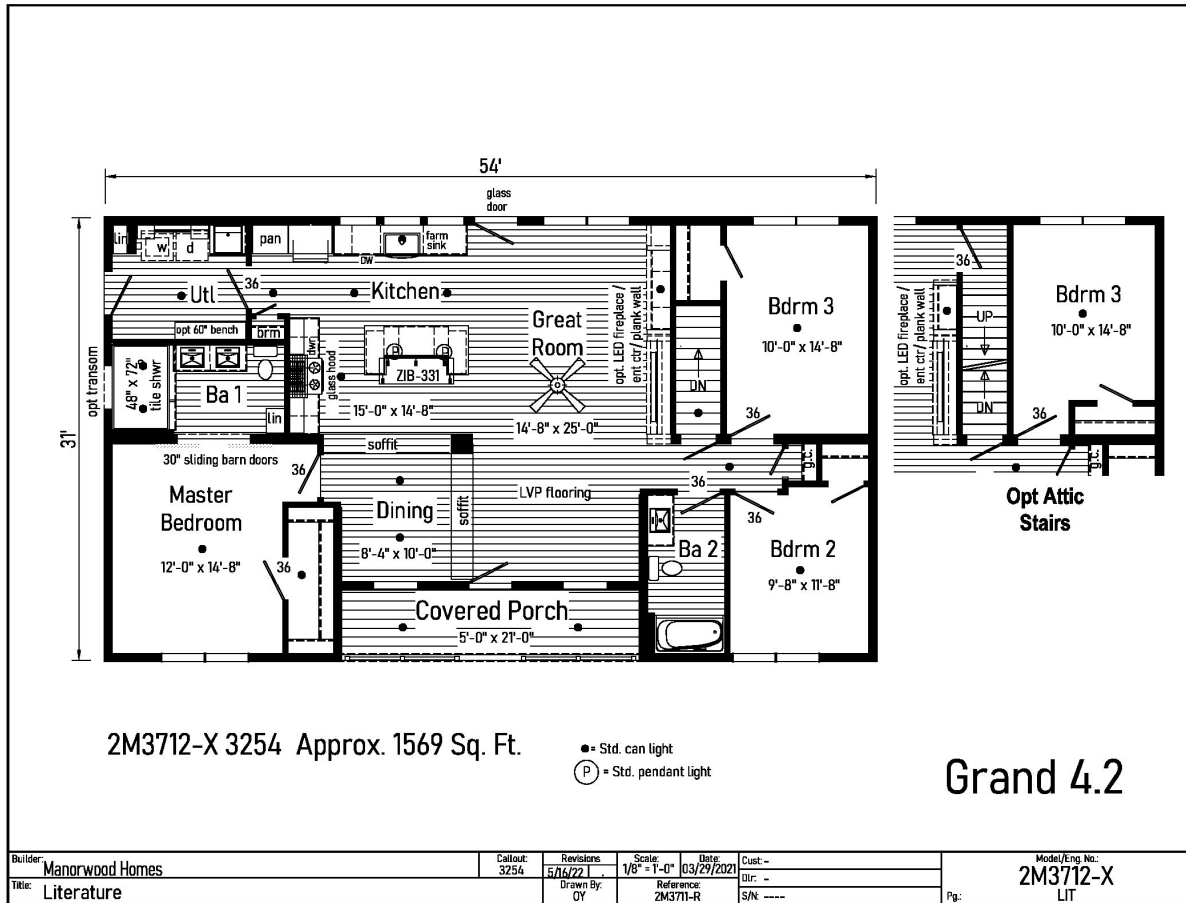 54'
glass
door
31'
lin
w
d
pan
DW
farm
sink
Utl
36
Kitchen
opt 60" bench
brm
opt transom
48" x 72"
tile shwr
Ba 1
lin
dwn
glass hood
P
P
ZIB-331
15'-0" x 14'-8"
Great
Room
14'-8" x 25'-0"
opt. LED fireplace /
ent ctr/ plank wall
DN
Bdrm 3
10'-0" x 14'-8"
36
soffit
30" sliding barn doors
36
Master
Bedroom
12'-0" x 14'-8"
36
Dining
8'-4" x 10'-0"
soffit
LVP flooring
36
g.c.
36
Ba 2
Bdrm 2
9'-8" x 11'-8"
Covered Porch
5'-0" x 21'-0"
opt. LED fireplace /
ent ctr/ plank wall
36
UP
DN
Bdrm 3
10'-0" x 14'-8"
36
g.c.
Opt Attic
Stairs
2M3712-X 3254 Approx. 1569 Sq. Ft.
●= Std. can light
P = Std. pendant light
Grand 4.2
Builder: Manorwood Homes
Title: Literature
Callout:
3254
Revisions
5/16/22
Scale:
1/8" = 1'-0"
Date:
03/29/2021
Drawn By:
OY
Reference:
2M3711-R
Cust: -
Dlr: -
S/N: ----
Model/Eng. No.:
2M3712-X
Pg.: LIT